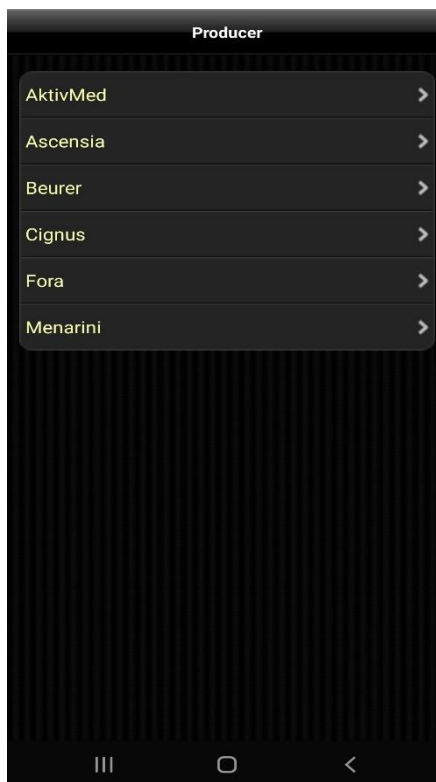 Producer
AktivMed
Ascensia
Beurer
Cignus
Fora
Menarini